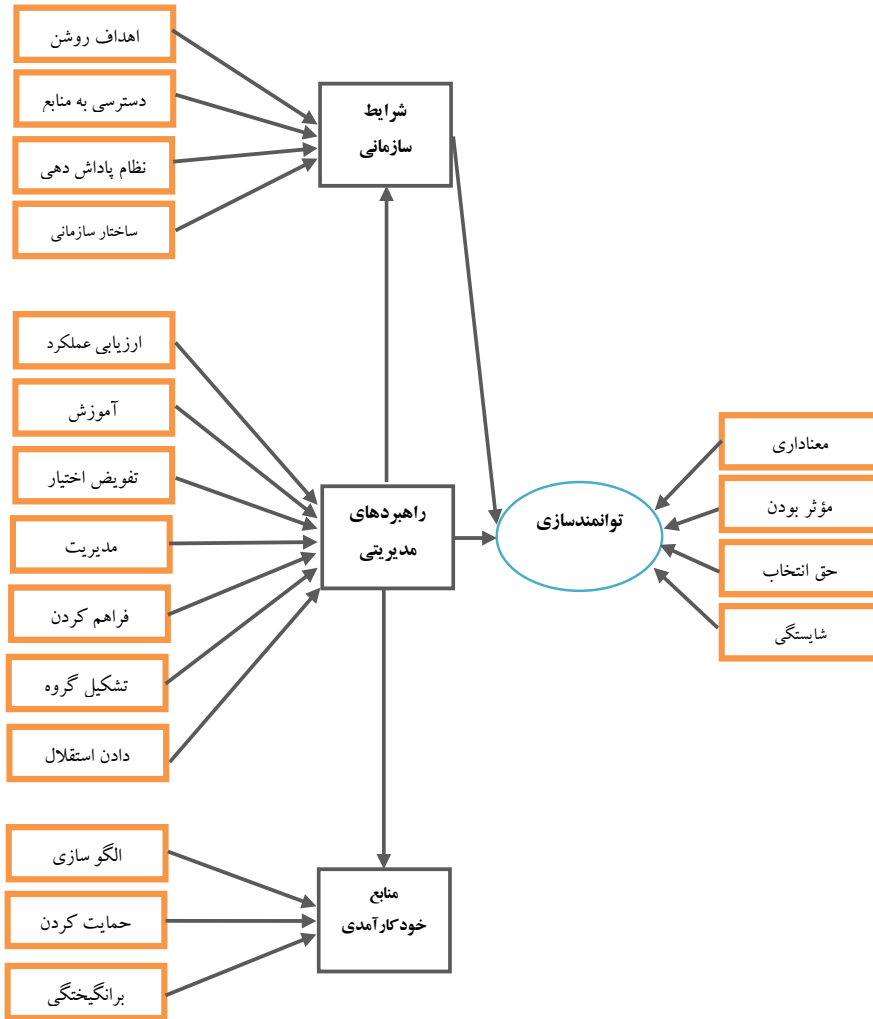 اهداف روشن
دسترسی به منابع
نظام پاداش دهی
ساختار سازمانی
شرایط
سازمانی
ارزیابی عملکرد
آموزش
تفویض اختیار
مدیریت
فراهم کردن
تشکیل گروه
دادن استقلال
راهبردهای
مدیریتی
توانمندسازی
معناداری
مؤثر بودن
حق انتخاب
شایستگی
الگو سازی
حمایت کردن
برانگیختگی
منابع
خودکارآمدی